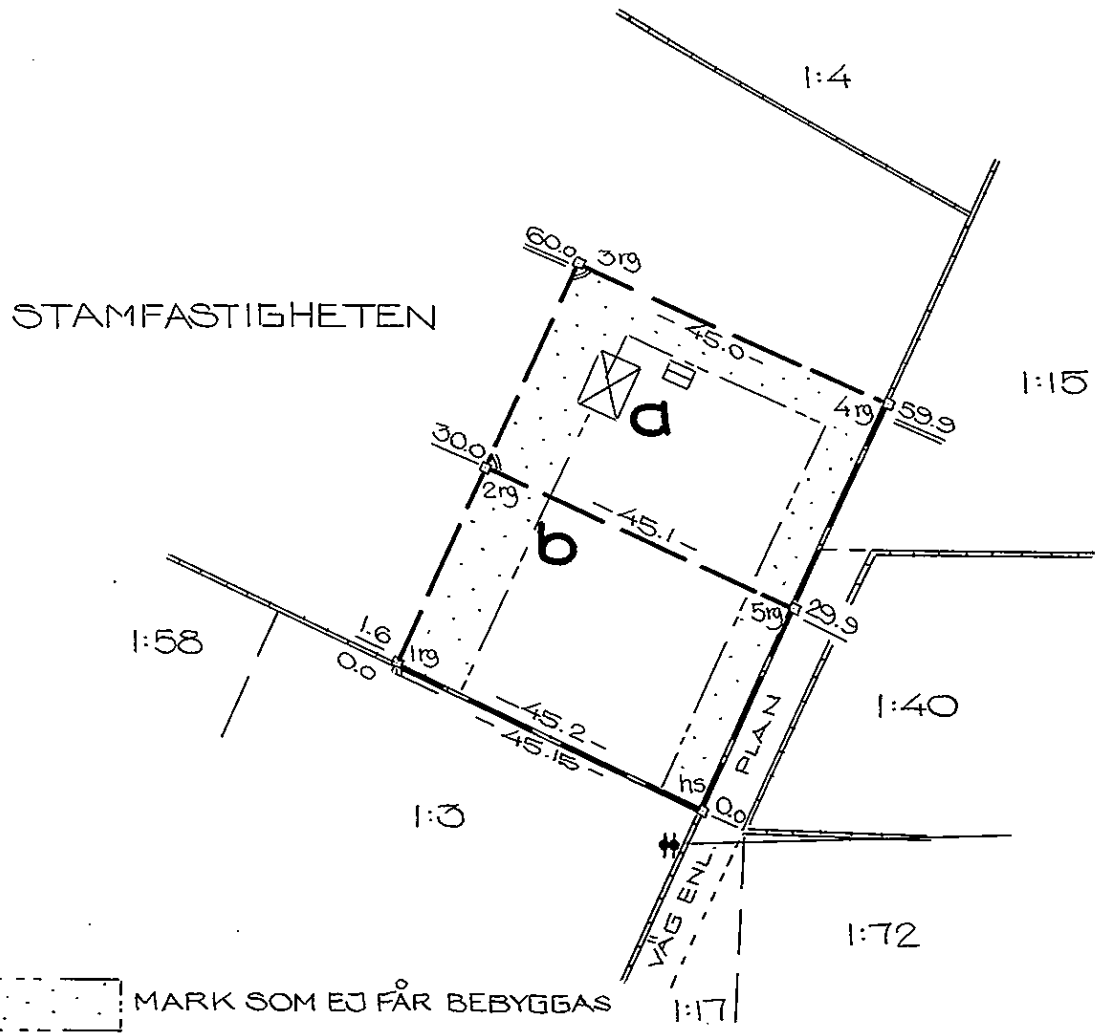 1:4
60.0 3rg
STAMFASTIGHETEN
45.0
1:15
4rg 59.9
a
30.0
2rg
45.1
b
5rg 29.9
1:58
1.6
1rg
0.0
1:40
45.2
45.15
PLAN
hs
0.0
1:3
VÄG ENL.
1:72
MARK SOM EJ FÅR BEBYGGAS
1:17